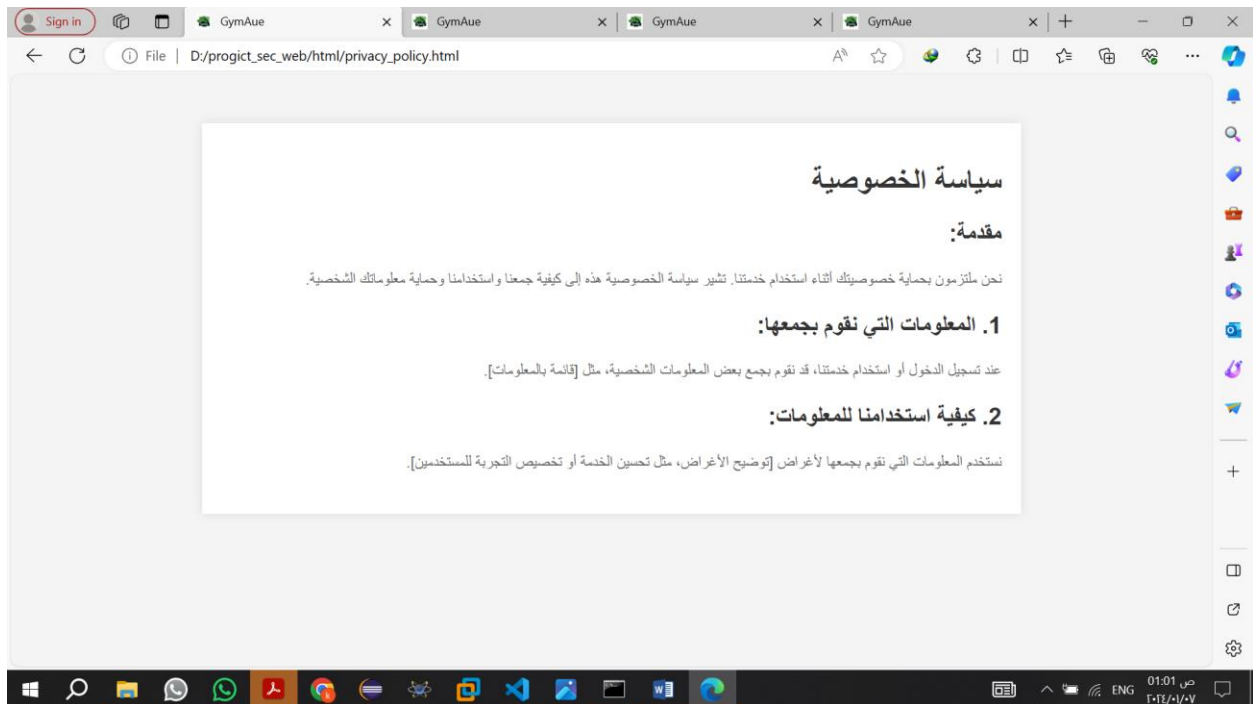 Sign in
GymAue
GymAue
GymAue
GymAue
File
D:/progict_sec_web/html/privacy_policy.html
سياسة الخصوصية
مقدمة:
نحن ملتزمون بحماية خصوصيتك أثناء استخدام خدمتنا. تشير سياسة الخصوصية هذه إلى كيفية جمعنا واستخدامنا وحماية معلوماتك الشخصية.
1. المعلومات التي نقوم بجمعها:
عند تسجيل الدخول أو استخدام خدمتنا، قد نقوم بجمع بعض المعلومات الشخصية، مثل [قائمة بالمعلومات].
2. كيفية استخدامنا للمعلومات:
نستخدم المعلومات التي نقوم بجمعها لأغراض [توضيح الأغراض، مثل تحسين الخدمة أو تخصيص التجربة للمستخدمين].
ENG
01:01 ص
٢٠٢٤/٠١/٠٧